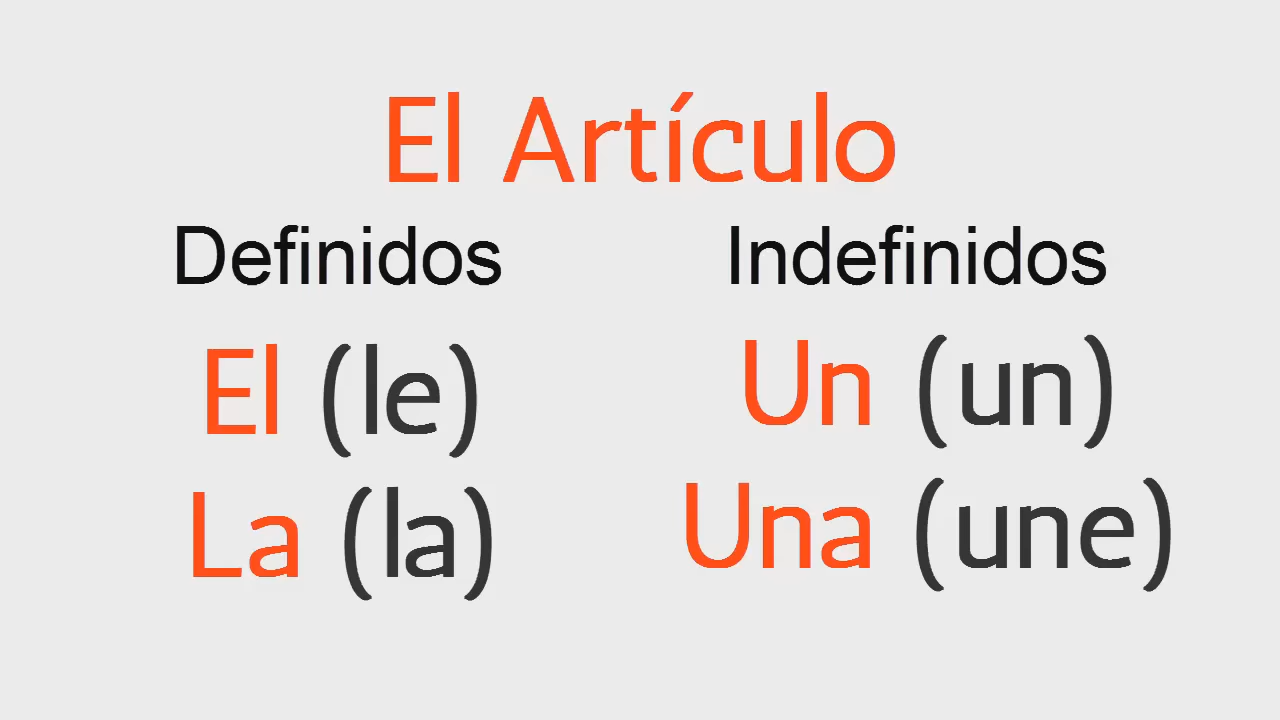 El Artículo
Definidos Indefinidos
El (le) Un (un)
La (la) Una (une)